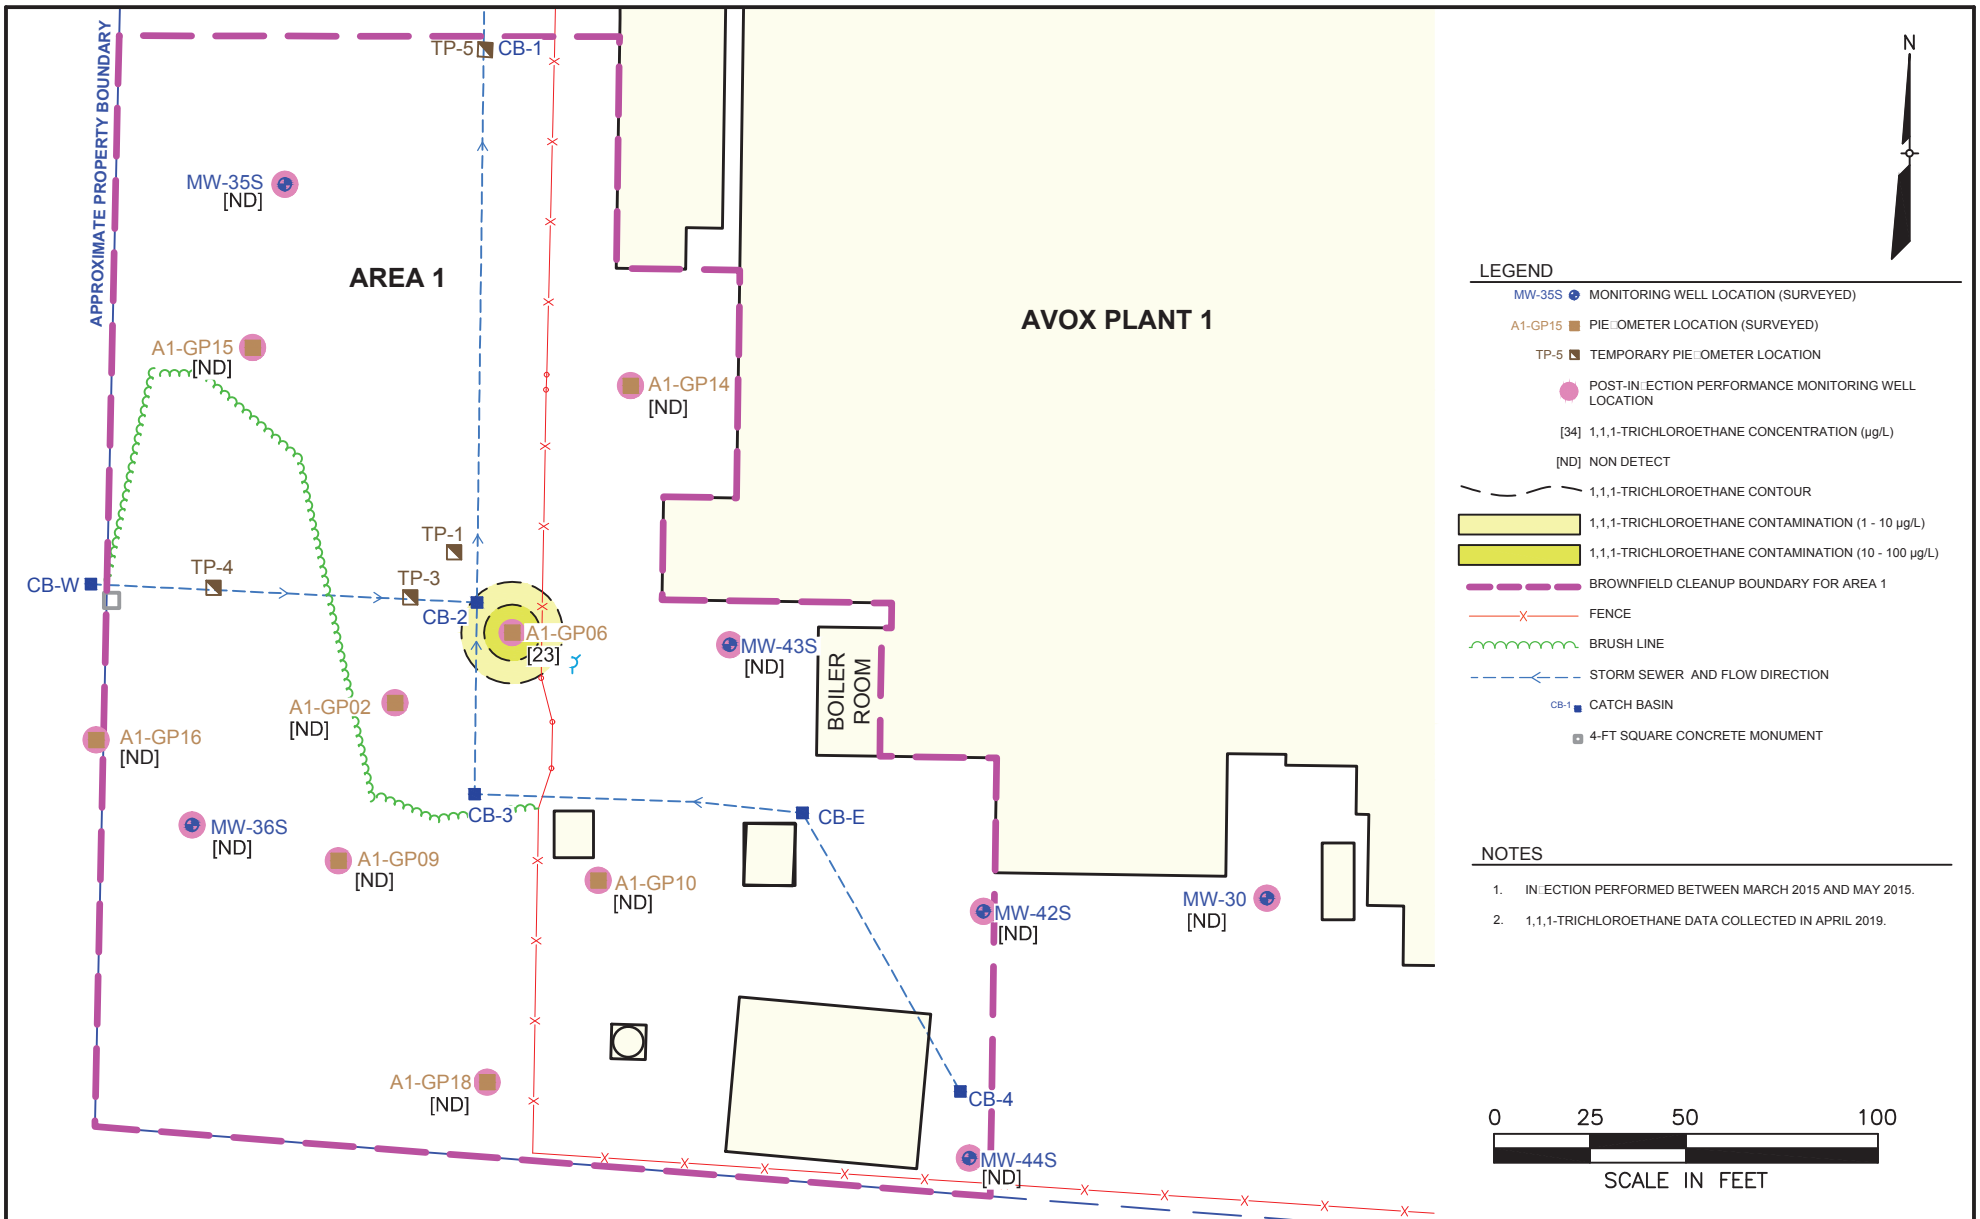 APPROXIMATE PROPERTY BOUNDARY
TP-5
CB-1
MW-35S
[ND]
AREA 1
AVOX PLANT 1
A1-GP15
[ND]
A1-GP14
[ND]
TP-1
TP-4
TP-3
CB-W
CB-2
A1-GP06
[23]
MW-43S
[ND]
BOILER
ROOM
A1-GP02
[ND]
A1-GP16
[ND]
CB-3
CB-E
MW-36S
[ND]
A1-GP09
[ND]
A1-GP10
[ND]
MW-42S
[ND]
MW-30
[ND]
A1-GP18
[ND]
CB-4
MW-44S
[ND]
N
LEGEND
MW-35S MONITORING WELL LOCATION (SURVEYED)
A1-GP15 PIE□OMETER LOCATION (SURVEYED)
TP-5 TEMPORARY PIE□OMETER LOCATION
POST-IN□ECTION PERFORMANCE MONITORING WELL
LOCATION
[34] 1,1,1-TRICHLOROETHANE CONCENTRATION (µg/L)
[ND] NON DETECT
1,1,1-TRICHLOROETHANE CONTOUR
1,1,1-TRICHLOROETHANE CONTAMINATION (1 - 10 µg/L)
1,1,1-TRICHLOROETHANE CONTAMINATION (10 - 100 µg/L)
BROWNFIELD CLEANUP BOUNDARY FOR AREA 1
FENCE
BRUSH LINE
STORM SEWER AND FLOW DIRECTION
CB-1 CATCH BASIN
4-FT SQUARE CONCRETE MONUMENT
NOTES
1. IN□ECTION PERFORMED BETWEEN MARCH 2015 AND MAY 2015.
2. 1,1,1-TRICHLOROETHANE DATA COLLECTED IN APRIL 2019.
0 25 50 100
SCALE IN FEET